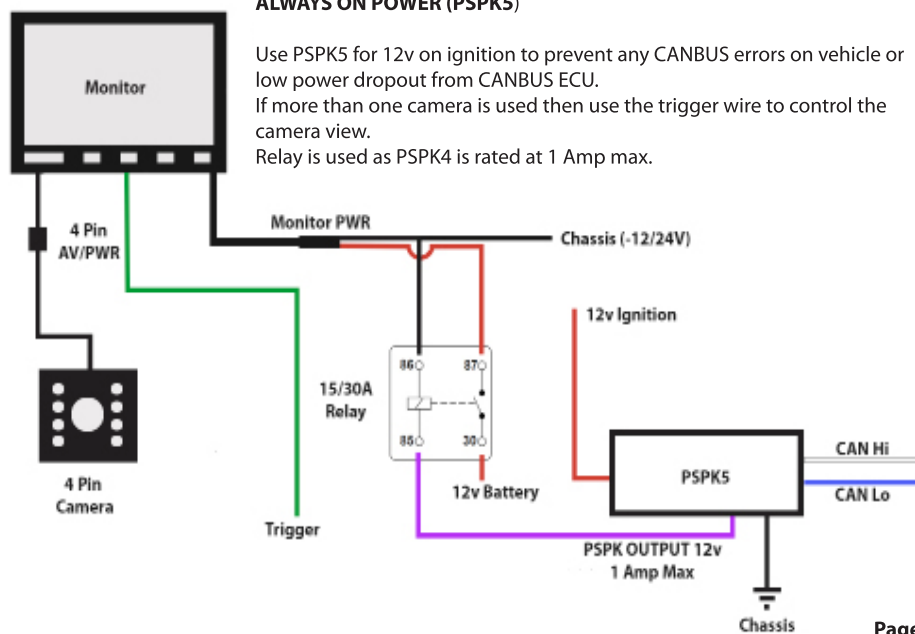 ALWAYS ON POWER (PSPK5)
Use PSPK5 for 12v on ignition to prevent any CANBUS errors on vehicle or
low power dropout from CANBUS ECU.
If more than one camera is used then use the trigger wire to control the
camera view.
Relay is used as PSPK4 is rated at 1 Amp max.
Monitor
Monitor PWR
4 Pin
AV/PWR
Chassis (-12/24V)
12v Ignition
86
87
15/30A
Relay
85
30
12v Battery
PSPK5
CAN Hi
CAN Lo
4 Pin
Camera
Trigger
PSPK OUTPUT 12v
1 Amp Max
Chassis
Page